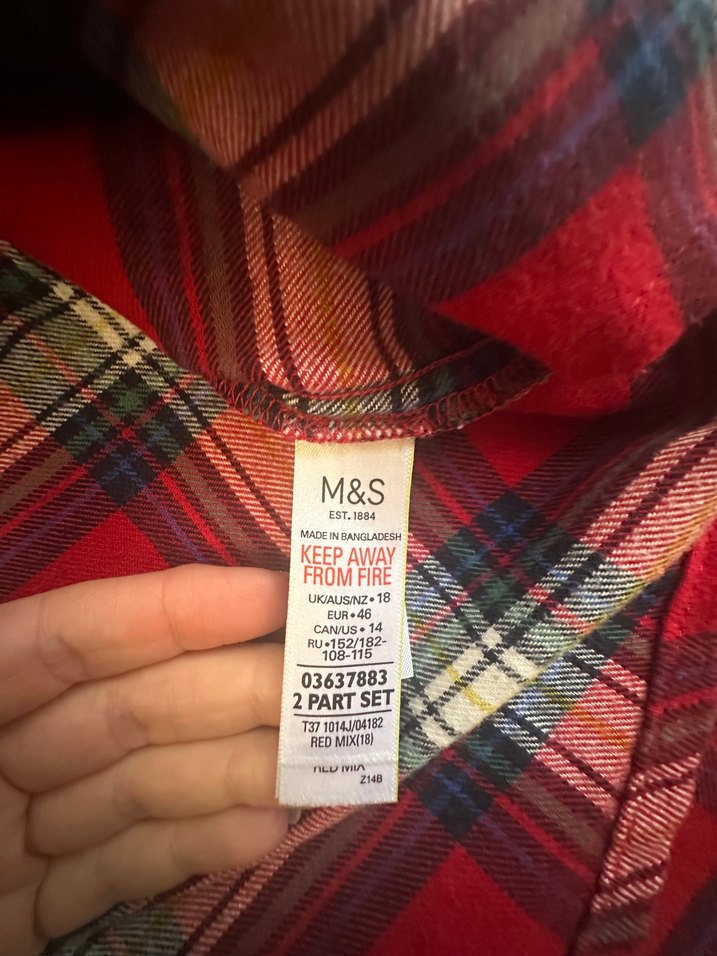 M&S
EST. 1884
MADE IN BANGLADESH
KEEP AWAY
FROM FIRE
UK/AUS/NZ • 18
EUR • 46
CAN/US • 14
RU •152/182-
108-115
03637883
2 PART SET
T37 1014J/04182
RED MIX(18)
RED MIX
Z14B